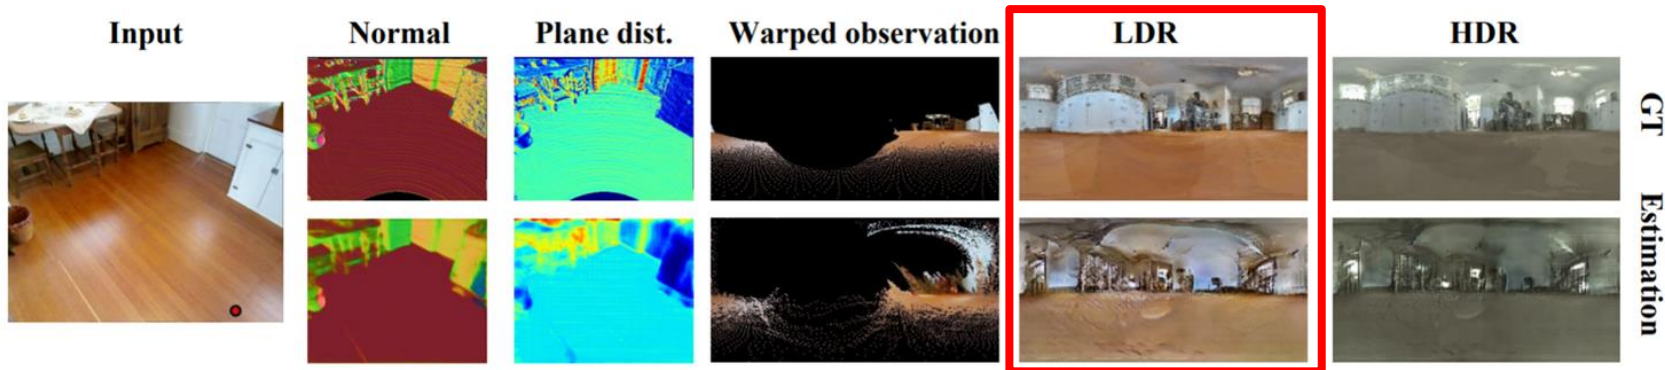 Input
Normal
Plane dist.
Warped observation
LDR
HDR
GT
Estimation